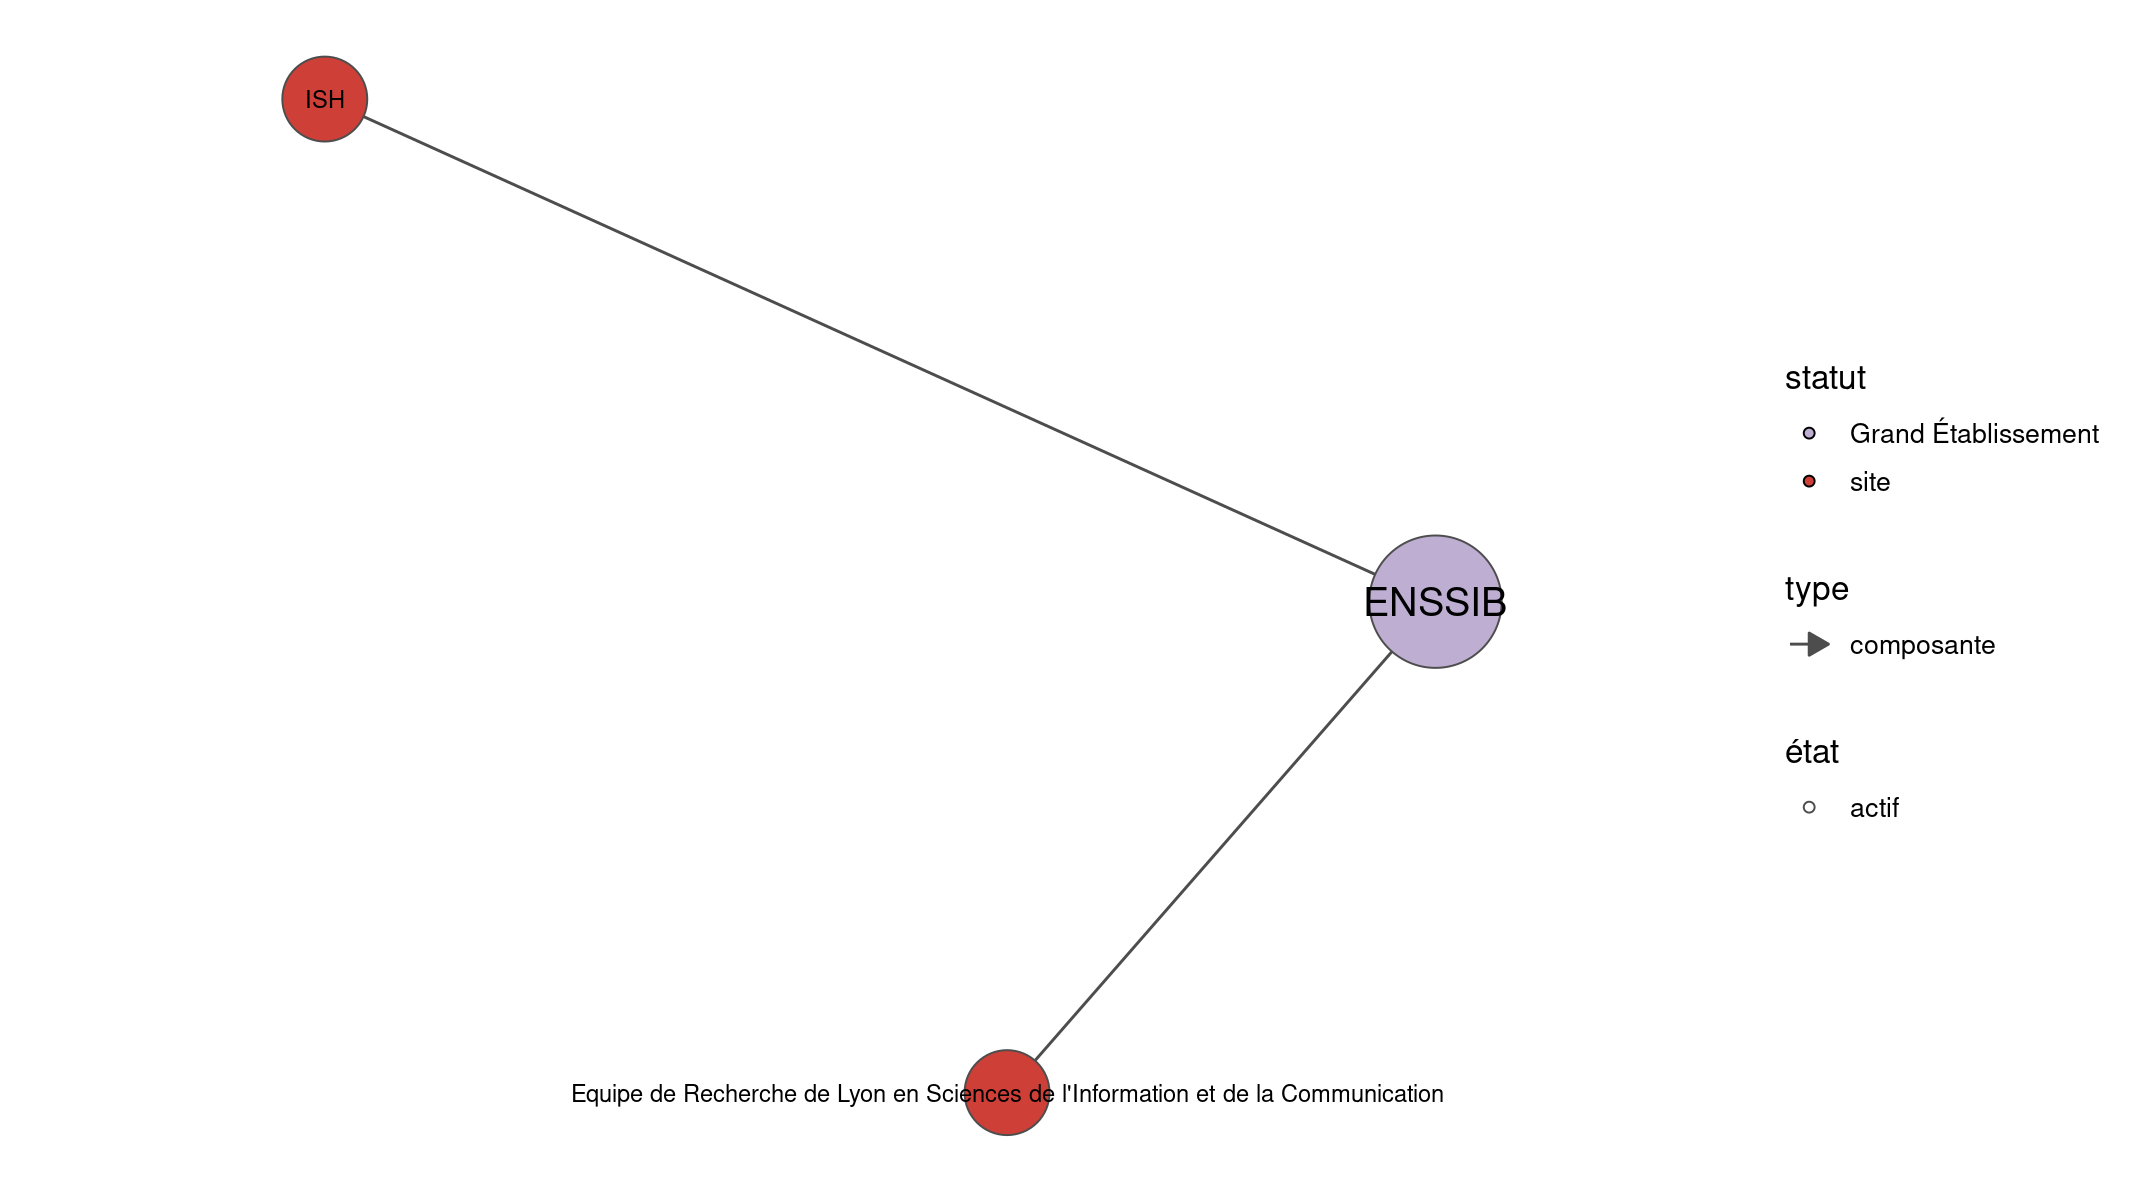 ISH
ENSSIB
Equipe de Recherche de Lyon en Sciences de l'Information et de la Communication
statut
Grand Établissement
site
type
composante
état
actif